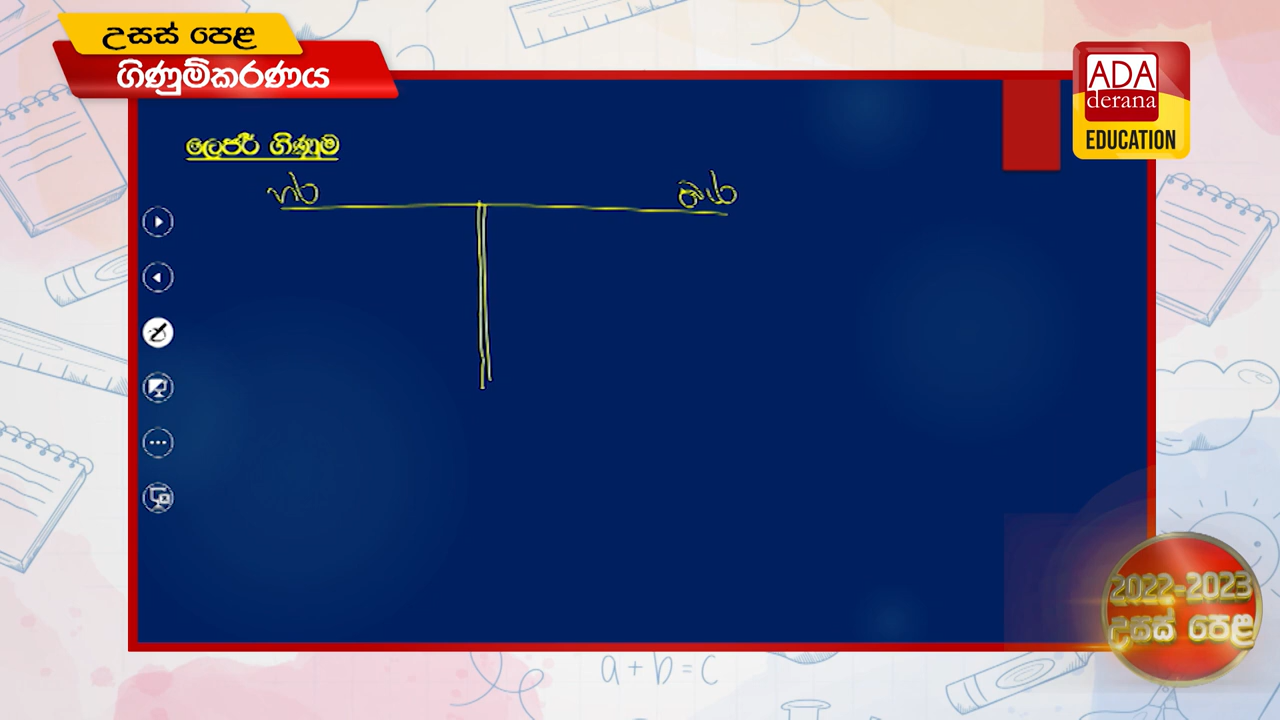 උසස් පෙළ
ගිණුම්කරණය
ADA
derana
EDUCATION
ලෙජර් ගිණුම
හර
බැර
2022-2023
උසස් පෙළ
a+b=c